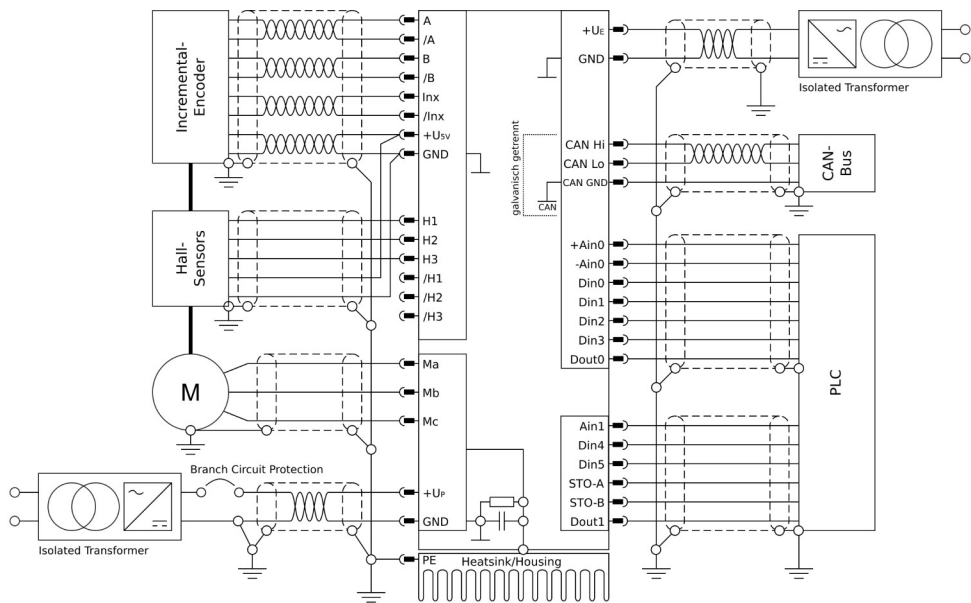 Incremental-
Encoder
Hall-
Sensors
M
Branch Circuit Protection
Isolated Transformer
A
/A
B
/B
Inx
/Inx
+U5V
GND
H1
H2
H3
/H1
/H2
/H3
Ma
Mb
Mc
+UP
GND
PE
Heatsink/Housing
+UE
GND
galvanisch getrennt
CAN Hi
CAN Lo
CAN GND
CAN
+Ain0
-Ain0
Din0
Din1
Din2
Din3
Dout0
Ain1
Din4
Din5
STO-A
STO-B
Dout1
Isolated Transformer
CAN-
Bus
PLC